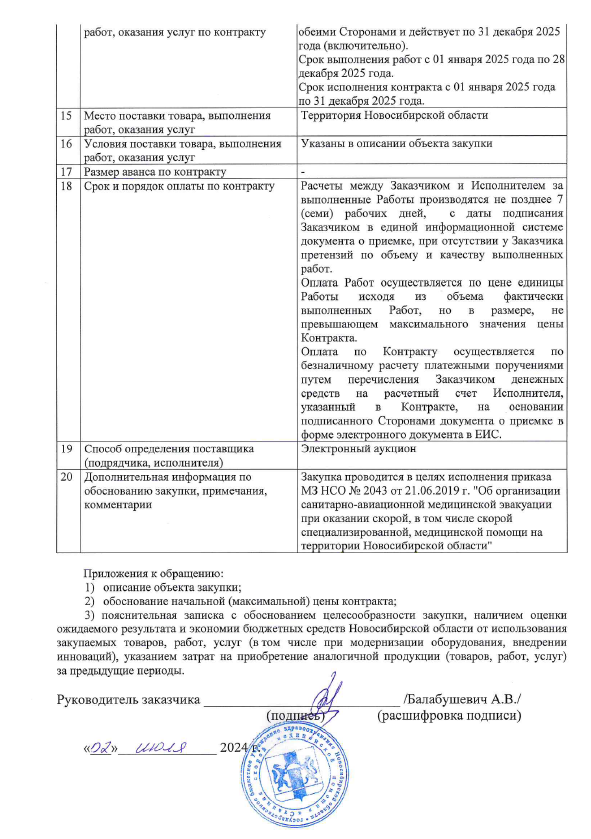 работ, оказания услуг по контракту
обеими Сторонами и действует по 31 декабря 2025
года (включительно).
Срок выполнения работ с 01 января 2025 года по 28
декабря 2025 года.
Срок исполнения контракта с 01 января 2025 года
по 31 декабря 2025 года.
15 Место поставки товара, выполнения
работ, оказания услуг
Территория Новосибирской области
16 Условия поставки товара, выполнения
работ, оказания услуг
Указаны в описании объекта закупки
17 Размер аванса по контракту -
18 Срок и порядок оплаты по контракту
Расчеты между Заказчиком и Исполнителем за
выполненные Работы производятся не позднее 7
(семи) рабочих дней, с даты подписания
Заказчиком в единой информационной системе
документа о приемке, при отсутствии у Заказчика
претензий по объему и качеству выполненных
работ.
Оплата Работ осуществляется по цене единицы
Работы исходя из объема фактически
выполненных Работ, но в размере, не
превышающем максимального значения цены
Контракта.
Оплата по Контракту осуществляется по
безналичному расчету платежными поручениями
путем перечисления Заказчиком денежных
средств на расчетный счет Исполнителя,
указанный в Контракте, на основании
подписанного Сторонами документа о приемке в
форме электронного документа в ЕИС.
19 Способ определения поставщика
(подрядчика, исполнителя)
Электронный аукцион
20 Дополнительная информация по
обоснованию закупки, примечания,
комментарии
Закупка проводится в целях исполнения приказа
МЗ НСО № 2043 от 21.06.2019 г. "Об организации
санитарно-авиационной медицинской эвакуации
при оказании скорой, в том числе скорой
специализированной, медицинской помощи на
территории Новосибирской области"
Приложения к обращению:
1) описание объекта закупки;
2) обоснование начальной (максимальной) цены контракта;
3) пояснительная записка с обоснованием целесообразности закупки, наличием оценки
ожидаемого результата и экономии бюджетных средств Новосибирской области от использования
закупаемых товаров, работ, услуг (в том числе при модернизации оборудования, внедрении
инноваций), указанием затрат на приобретение аналогичной продукции (товаров, работ, услуг)
за предыдущие периоды.
Руководитель заказчика /Балабушевич А.В./
(подпись) (расшифровка подписи)
«02» июля 2024 г.